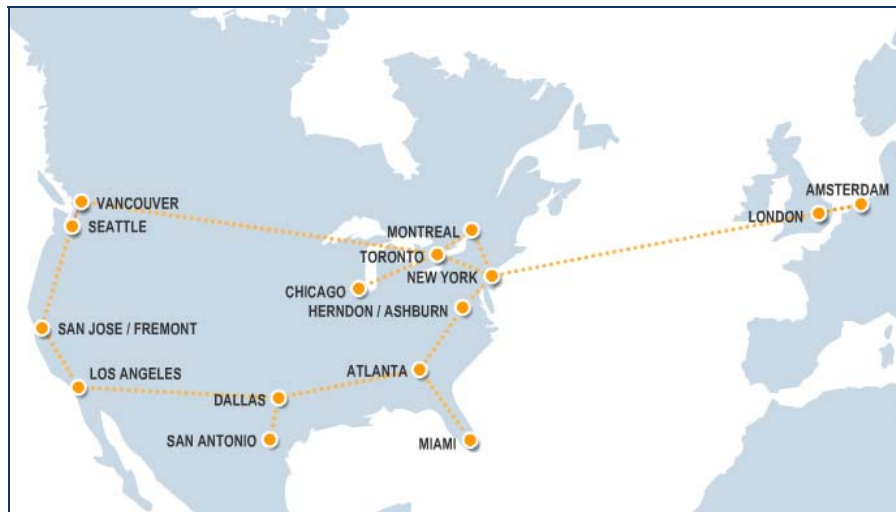 VANCOUVER
SEATTLE
AMSTERDAM
LONDON
MONTREAL
TORONTO
NEW YORK
CHICAGO
HERNDON / ASHBURN
SAN JOSE / FREMONT
LOS ANGELES
ATLANTA
DALLAS
SAN ANTONIO
MIAMI